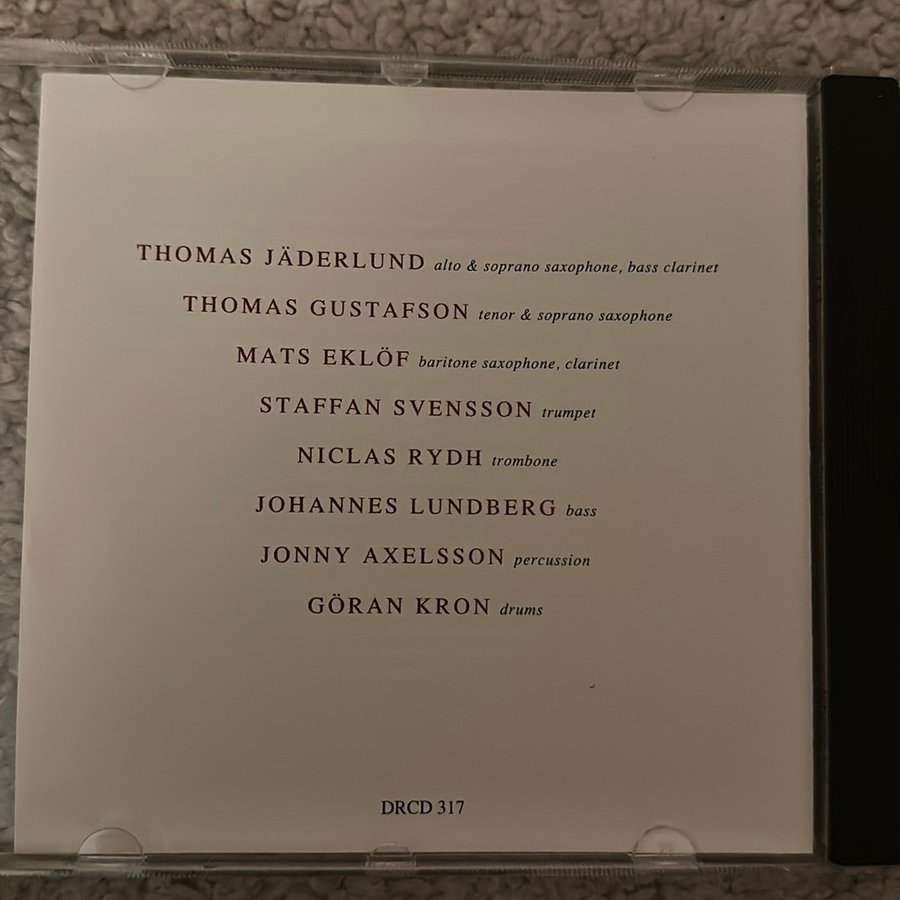 THOMAS JÄDERLUND alto & soprano saxophone, bass clarinet
THOMAS GUSTAFSON tenor & soprano saxophone
MATS EKLÖF baritone saxophone, clarinet
STAFFAN SVENSSON trumpet
NICLAS RYDH trombone
JOHANNES LUNDBERG bass
JONNY AXELSSON percussion
GÖRAN KRON drums
DRCD 317